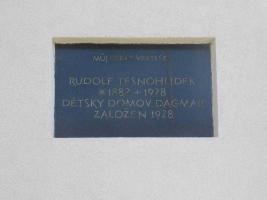 RUDOLF TĚSNOHLÍDEK
* 1882 + 1928
DĚTSKÝ DOMOV DAGMAR
ZALOŽEN 1928